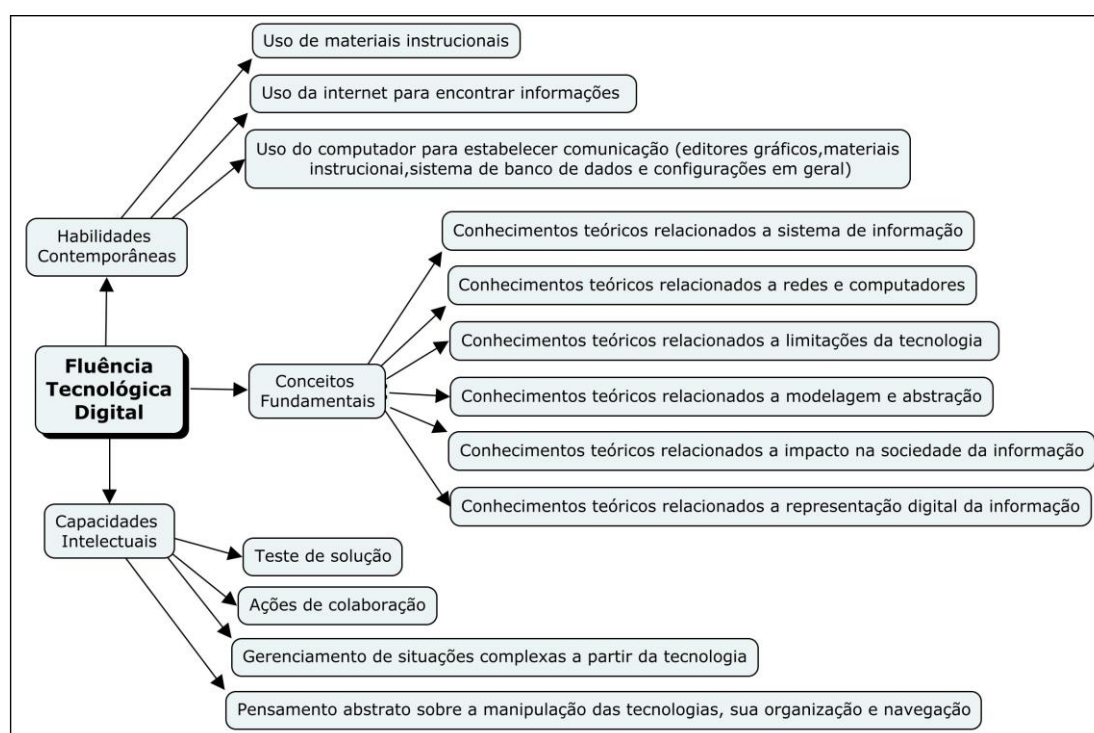 Uso de materiais instrucionais
Uso da internet para encontrar informações
Uso do computador para estabelecer comunicação (editores gráficos,materiais
instrucionai,sistema de banco de dados e configurações em geral)
Habilidades
Contemporâneas
Conhecimentos teóricos relacionados a sistema de informação
Conhecimentos teóricos relacionados a redes e computadores
Conhecimentos teóricos relacionados a limitações da tecnologia
Fluência
Tecnológica
Digital
Conceitos
Fundamentais
Conhecimentos teóricos relacionados a modelagem e abstração
Conhecimentos teóricos relacionados a impacto na sociedade da informação
Conhecimentos teóricos relacionados a representação digital da informação
Capacidades
Intelectuais
Teste de solução
Ações de colaboração
Gerenciamento de situações complexas a partir da tecnologia
Pensamento abstrato sobre a manipulação das tecnologias, sua organização e navegação